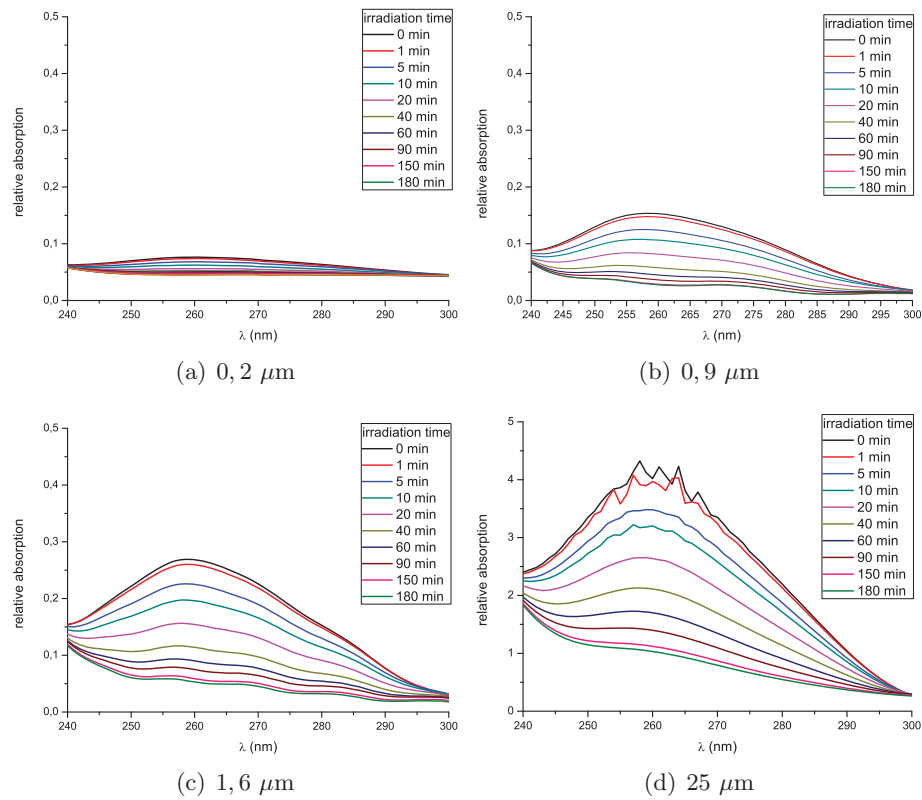 irradiation time
0 min
1 min
5 min
10 min
20 min
40 min
60 min
90 min
150 min
180 min
0,5
0,4
0,3
0,2
0,1
0,0
relative absorption
240 250 260 270 280 290 300
λ (nm)
(a) 0, 2 μm
irradiation time
0 min
1 min
5 min
10 min
20 min
40 min
60 min
90 min
150 min
180 min
0,5
0,4
0,3
0,2
0,1
0,0
relative absorption
240 245 250 255 260 265 270 275 280 285 290 295 300
λ (nm)
(b) 0, 9 μm
irradiation time
0 min
1 min
5 min
10 min
20 min
40 min
60 min
90 min
150 min
180 min
0,5
0,4
0,3
0,2
0,1
0,0
relative absorption
240 250 260 270 280 290 300
λ (nm)
(c) 1, 6 μm
irradiation time
0 min
1 min
5 min
10 min
20 min
40 min
60 min
90 min
150 min
180 min
5
4
3
2
1
0
relative absorption
240 250 260 270 280 290 300
λ (nm)
(d) 25 μm